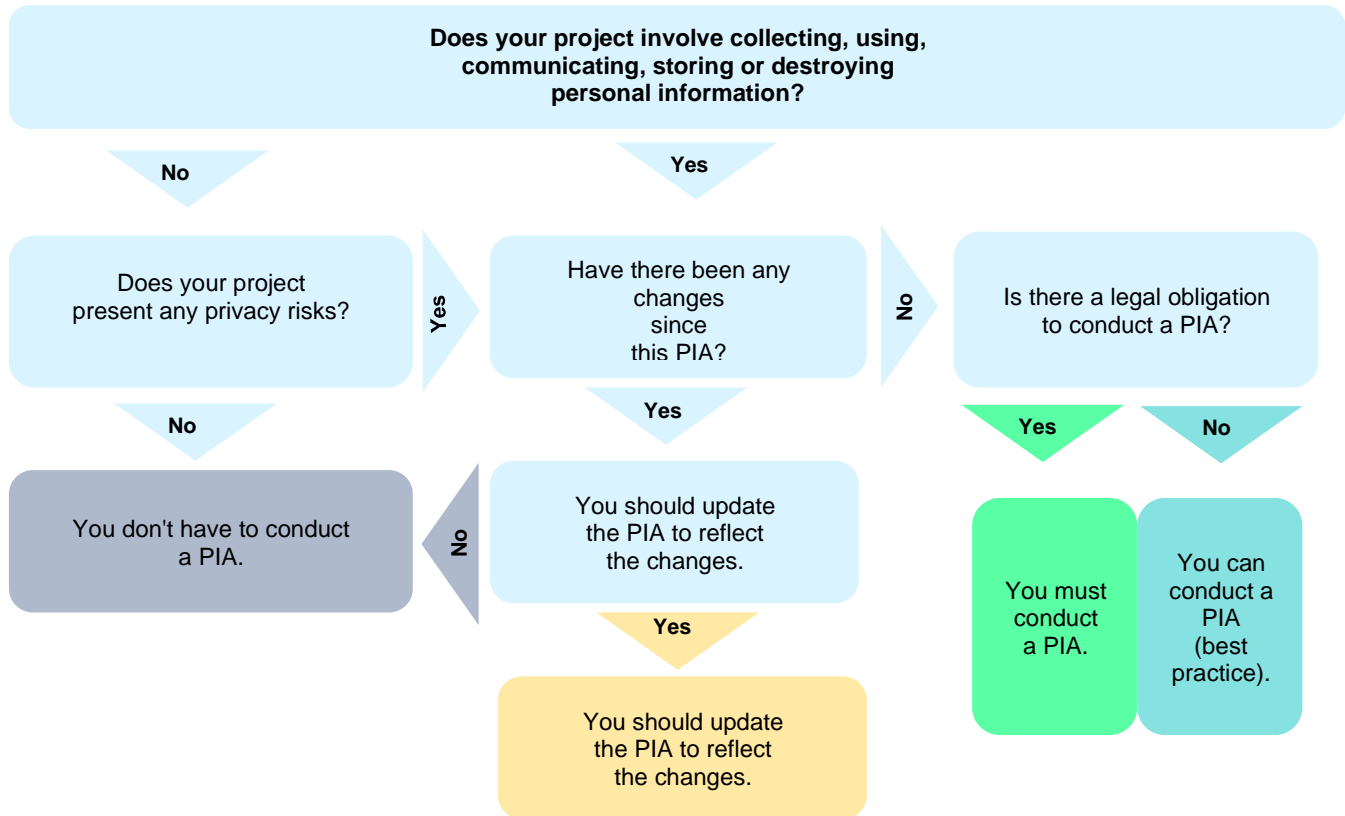 Does your project involve collecting, using,
communicating, storing or destroying
personal information?
No
Yes
Does your project
present any privacy risks?
Yes
Have there been any
changes
since
this PIA?
No
Is there a legal obligation
to conduct a PIA?
No
Yes
Yes
No
You don't have to conduct
a PIA.
No
You should update
the PIA to reflect
the changes.
You must
conduct
a PIA.
You can
conduct a
PIA
(best
practice).
Yes
You should update
the PIA to reflect
the changes.